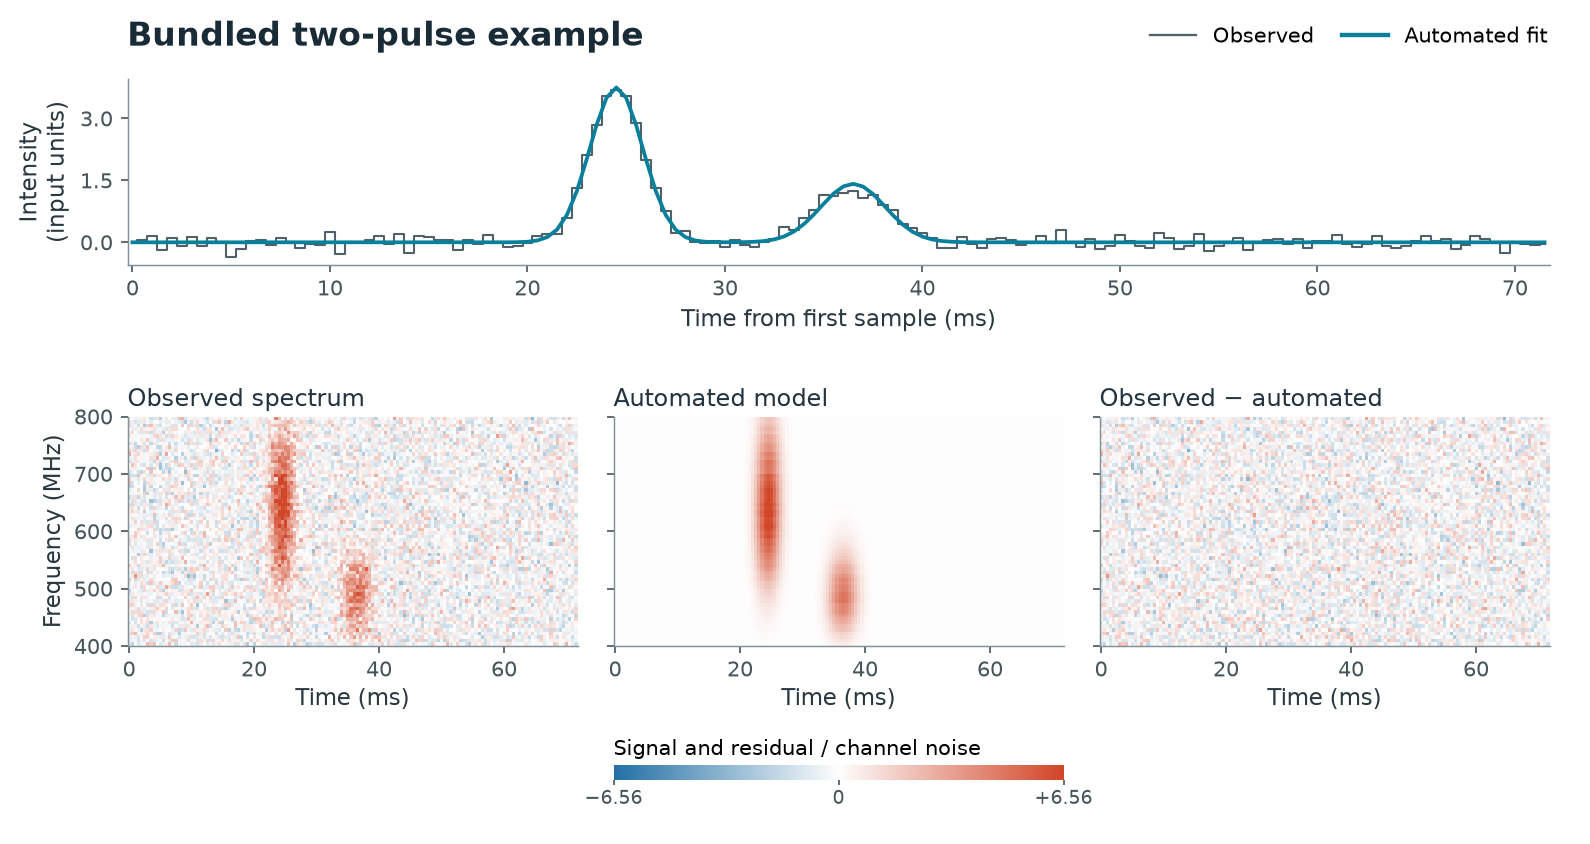 Bundled two-pulse example
Observed
Automated fit
Intensity
(input units)
3.0
1.5
0.0
0 10 20 30 40 50 60 70
Time from first sample (ms)
Observed spectrum
Automated model
Observed − automated
Frequency (MHz)
800
700
600
500
400
0 20 40 60
0 20 40 60
0 20 40 60
Time (ms)
Time (ms)
Time (ms)
Signal and residual / channel noise
−6.56 0 +6.56